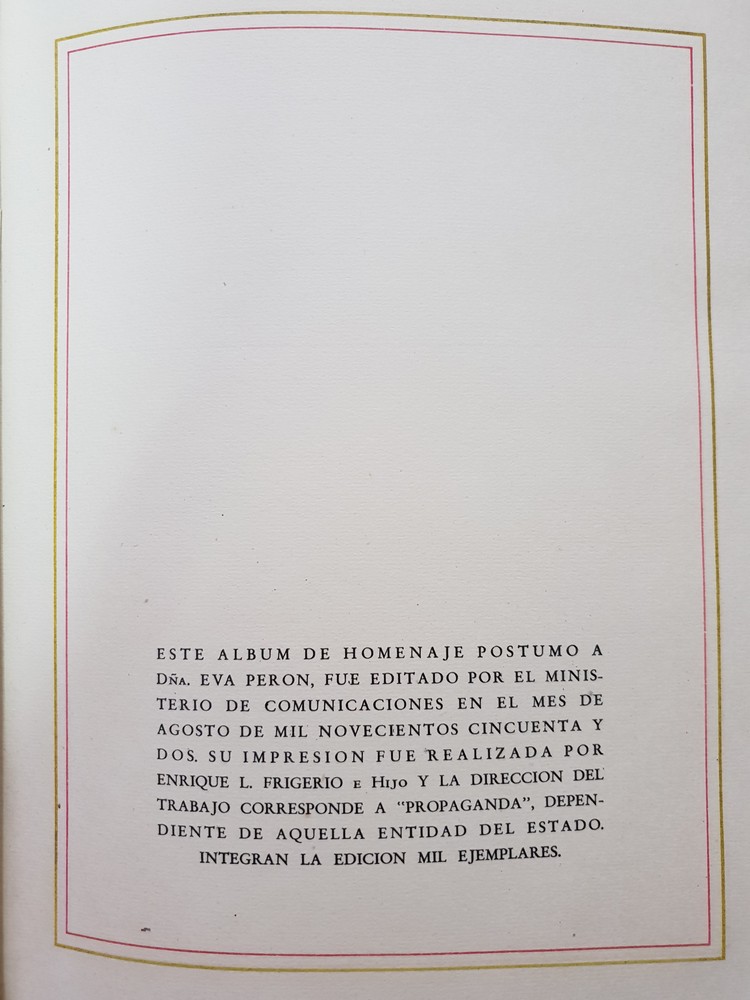 ESTE ALBUM DE HOMENAJE POSTUMO A
DÑA. EVA PERON, FUE EDITADO POR EL MINIS-
TERIO DE COMUNICACIONES EN EL MES DE
AGOSTO DE MIL NOVECIENTOS CINCUENTA Y
DOS. SU IMPRESION FUE REALIZADA POR
ENRIQUE L. FRIGERIO E HIJO Y LA DIRECCION DEL
TRABAJO CORRESPONDE A "PROPAGANDA", DEPEN-
DIENTE DE AQUELLA ENTIDAD DEL ESTADO.
INTEGRAN LA EDICION MIL EJEMPLARES.